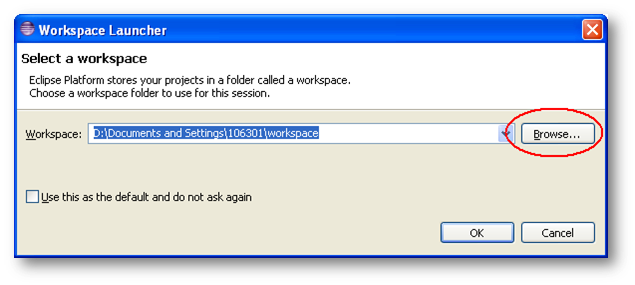 Workspace Launcher
Select a workspace
Eclipse Platform stores your projects in a folder called a workspace.
Choose a workspace folder to use for this session.
Workspace: D:\Documents and Settings\106301\workspace Browse...
Use this as the default and do not ask again
OK Cancel